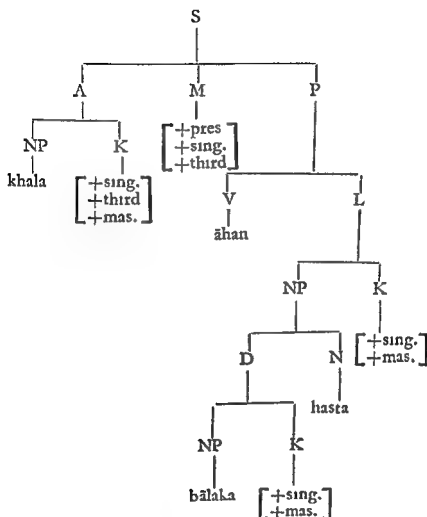 S
A M P
NP K [+pres +sing. +third]
khala [+sing. +third +mas.]
V L
āhan
NP K
D N [+sing. +mas.]
hasta
NP K
bālaka [+sing. +mas.]